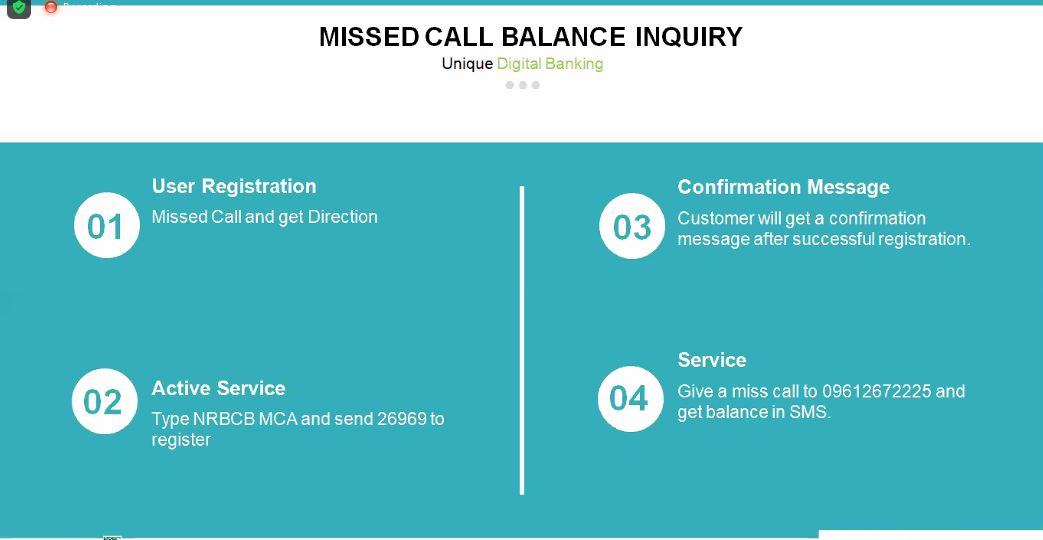 MISSED CALL BALANCE INQUIRY
Unique Digital Banking
01
User Registration
Missed Call and get Direction
02
Active Service
Type NRBCB MCA and send 26969 to
register
03
Confirmation Message
Customer will get a confirmation
message after successful registration.
04
Service
Give a miss call to 09612672225 and
get balance in SMS.